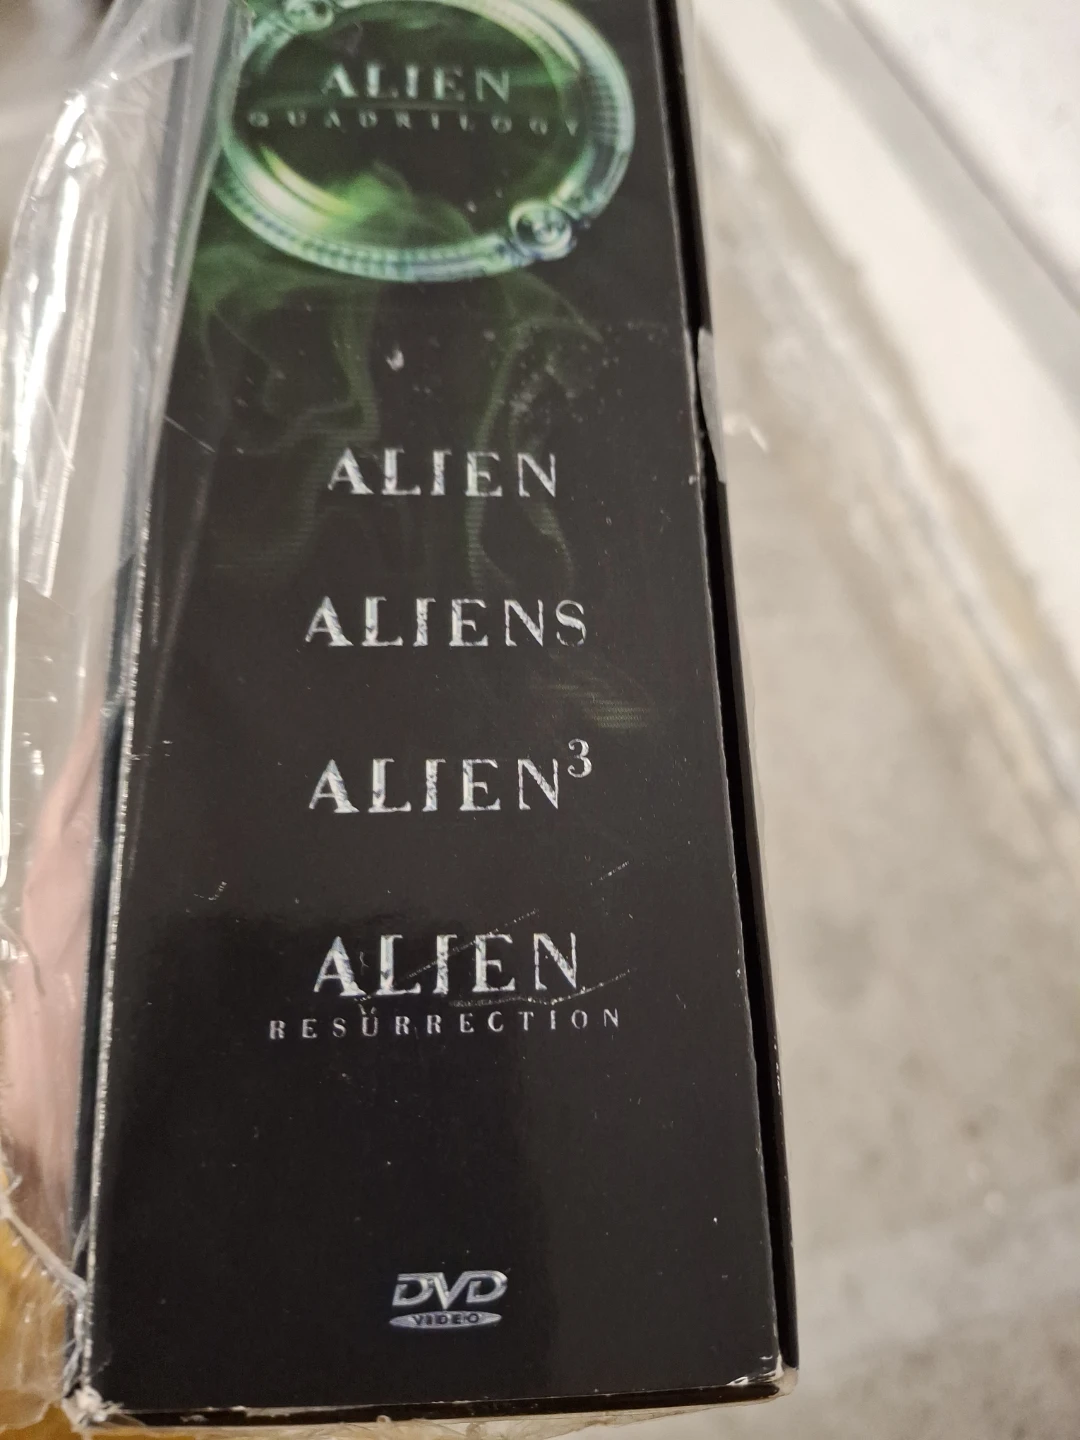 ALIEN
QUADRILOGY
ALIEN
ALIENS
ALIEN³
ALIEN
RESURRECTION
DVD
VIDEO